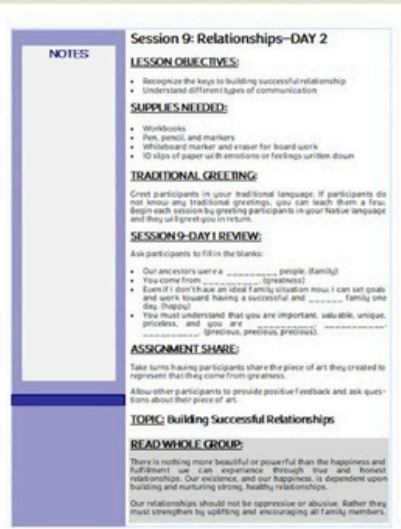 NOTES
Session 9: Relationships—DAY 2
LESSON OBJECTIVES:
• Recognize the keys to building successful relationship
• Understand different types of communication
SUPPLIES NEEDED:
• Workbooks
• Pen, pencil, and markers
• Whiteboard marker and eraser for board work
• 10 slips of paper with emotions or feelings written down
TRADITIONAL GREETING:
Greet participants in your traditional language. If participants do
not know any traditional greetings, you can teach them a few.
Begin each session by greeting participants in your Native language
and they will greet you in return.
SESSION 9-DAY 1 REVIEW:
Ask participants to fill in the blanks:
• Our ancestors were a _________ people. (family)
• You come from _________. (greatness)
• Even if I don't have an ideal family situation now, I can set goals
and work toward having a successful and ______ family one
day. (happy)
• You must understand that you are important, valuable, unique,
priceless, and you are __________, __________,
__________. (precious, precious, precious).
ASSIGNMENT SHARE:
Take turns having participants share the piece of art they created to
represent that they come from greatness.
Allow other participants to provide positive feedback and ask ques-
tions about their piece of art.
TOPIC: Building Successful Relationships
READ WHOLE GROUP:
There is nothing more beautiful or powerful than the happiness and
fulfillment we can experience through true and honest
relationships. Our existence, and our happiness, is dependent upon
building and nurturing strong, healthy relationships.
Our relationships should not be oppressive or abusive. Rather they
must strengthen by uplifting and encouraging all family members.